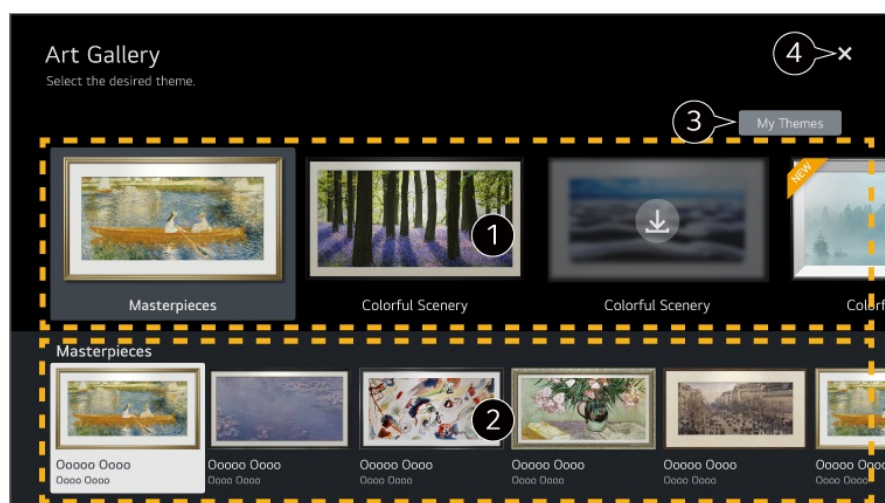 Art Gallery
Select the desired theme.
4
3
My Themes
NEW
1
Masterpieces
Colorful Scenery
Colorful Scenery
Colorf
Masterpieces
2
Ooooo Oooo
Ooooo Oooo
Ooooo Oooo
Ooooo Oooo
Ooooo Oooo
Ooooo Ooo
Oooo Oooo
Oooo Oooo
Oooo Oooo
Oooo Oooo
Oooo Oooo
Oooo Oooo